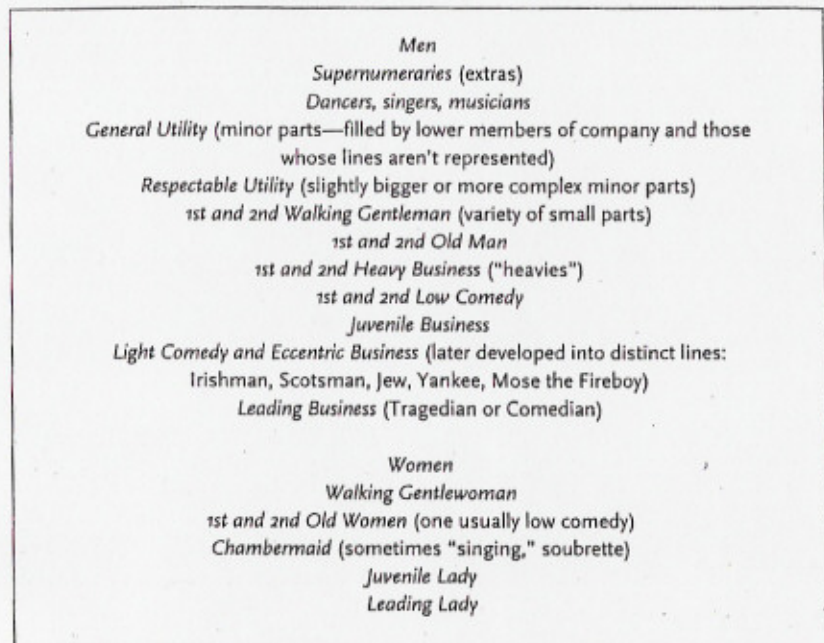 Men
Supernumeraries (extras)
Dancers, singers, musicians
General Utility (minor parts—filled by lower members of company and those
whose lines aren't represented)
Respectable Utility (slightly bigger or more complex minor parts)
1st and 2nd Walking Gentleman (variety of small parts)
1st and 2nd Old Man
1st and 2nd Heavy Business ("heavies")
1st and 2nd Low Comedy
Juvenile Business
Light Comedy and Eccentric Business (later developed into distinct lines:
Irishman, Scotsman, Jew, Yankee, Mose the Fireboy)
Leading Business (Tragedian or Comedian)
Women
Walking Gentlewoman
1st and 2nd Old Women (one usually low comedy)
Chambermaid (sometimes "singing," soubrette)
Juvenile Lady
Leading Lady